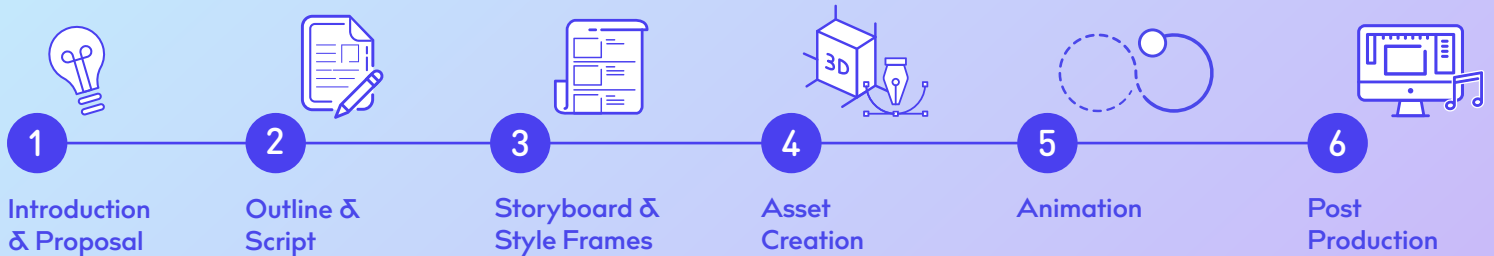 3D
1
2
3
4
5
6
Introduction
& Proposal
Outline &
Script
Storyboard &
Style Frames
Asset
Creation
Animation
Post
Production